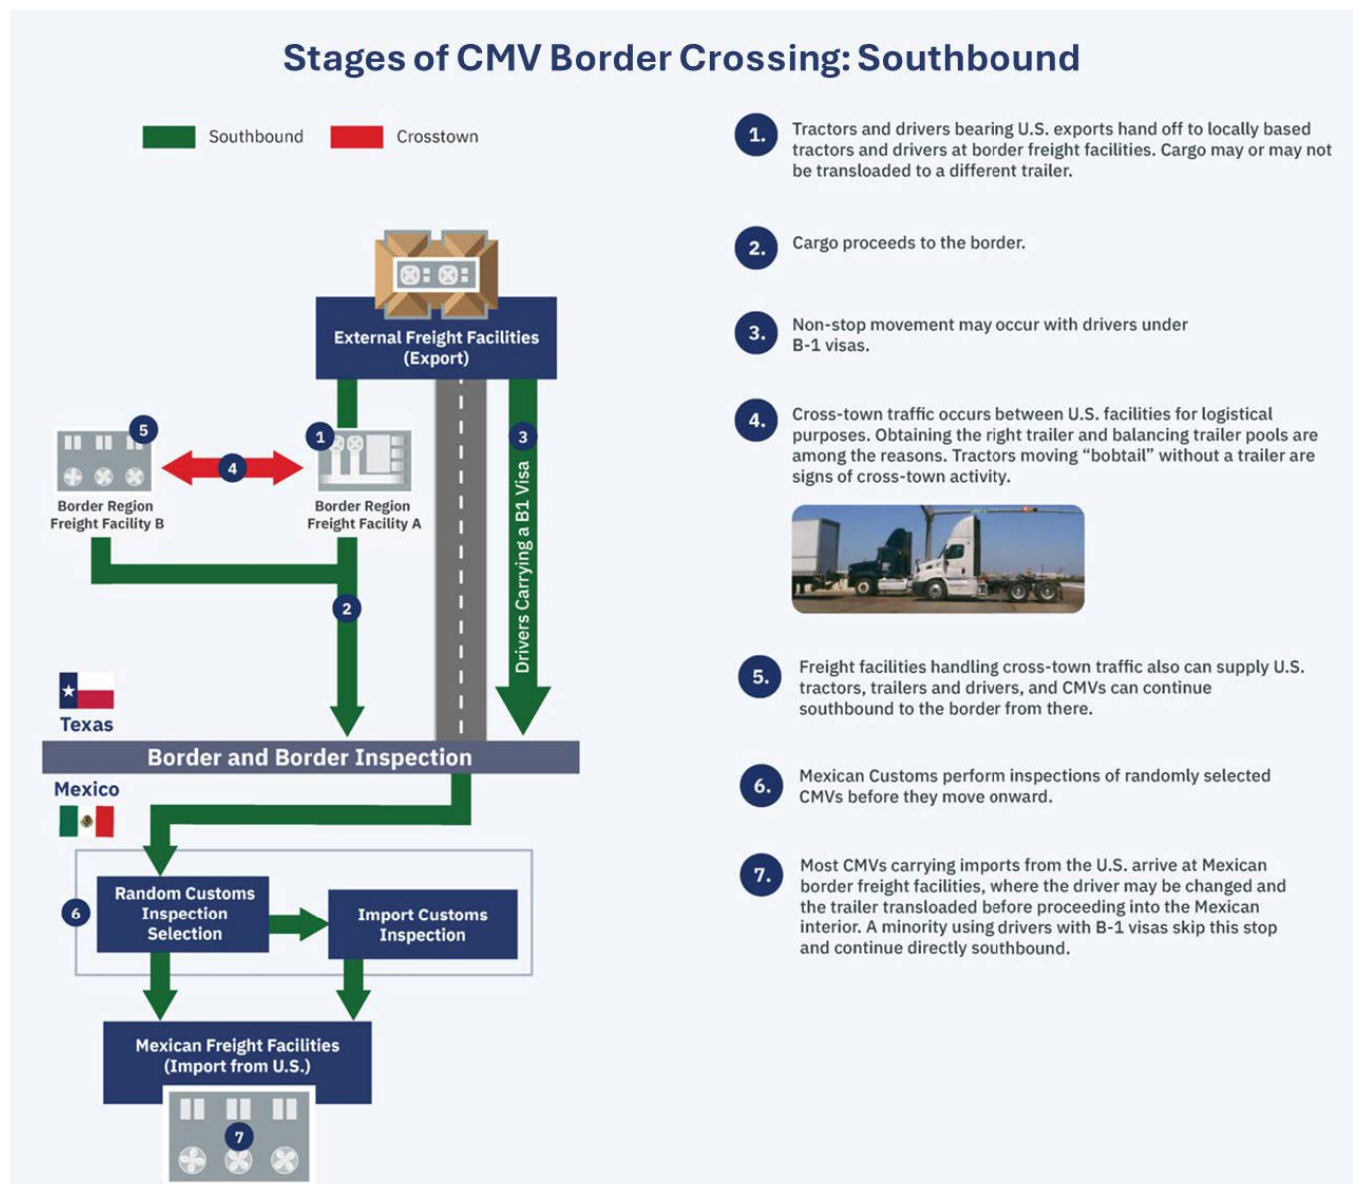 Stages of CMV Border Crossing: Southbound
Southbound
Crosstown
External Freight Facilities
(Export)
5
1
3
4
Border Region
Freight Facility B
Border Region
Freight Facility A
Drivers Carrying a B1 Visa
2
Texas
Border and Border Inspection
Mexico
Random Customs
Inspection
Selection
Import Customs
Inspection
6
Mexican Freight Facilities
(Import from U.S.)
7
1.
Tractors and drivers bearing U.S. exports hand off to locally based
tractors and drivers at border freight facilities. Cargo may or may not
be transloaded to a different trailer.
2.
Cargo proceeds to the border.
3.
Non-stop movement may occur with drivers under
B-1 visas.
4.
Cross-town traffic occurs between U.S. facilities for logistical
purposes. Obtaining the right trailer and balancing trailer pools are
among the reasons. Tractors moving “bobtail” without a trailer are
signs of cross-town activity.
5.
Freight facilities handling cross-town traffic also can supply U.S.
tractors, trailers and drivers, and CMVs can continue
southbound to the border from there.
6.
Mexican Customs perform inspections of randomly selected
CMVs before they move onward.
7.
Most CMVs carrying imports from the U.S. arrive at Mexican
border freight facilities, where the driver may be changed and
the trailer transloaded before proceeding into the Mexican
interior. A minority using drivers with B-1 visas skip this stop
and continue directly southbound.